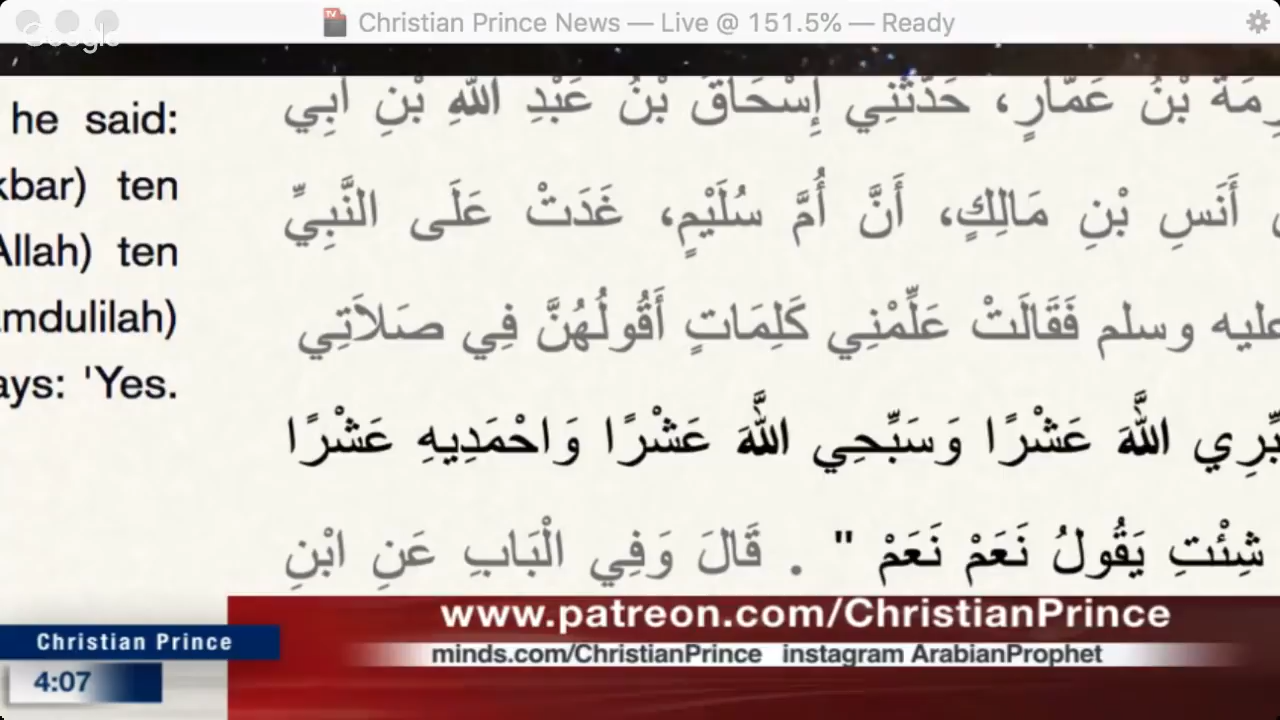 Christian Prince News — Live @ 151.5% — Ready
Google
he said:
kbar) ten
Allah) ten
amdulilah)
ays: 'Yes.
رِمَةُ بْنُ عَمَّارٍ، حَدَّثَنِي إِسْحَاقُ بْنُ عَبْدِ اللَّهِ بْنِ أَبِي
أَنَسِ بْنِ مَالِكٍ، أَنَّ أُمَّ سُلَيْمٍ، غَدَتْ عَلَى النَّبِيِّ
عليه وسلم فَقَالَتْ عَلِّمْنِي كَلِمَاتٍ أَقُولُهُنَّ فِي صَلاَتِي
بِّرِي اللَّهَ عَشْرًا وَسَبِّحِي اللَّهَ عَشْرًا وَاحْمَدِيهِ عَشْرًا
شِئْتِ يَقُولُ نَعَمْ نَعَمْ " . قَالَ وَفِي الْبَابِ عَنِ ابْنِ
www.patreon.com/ChristianPrince
Christian Prince
minds.com/ChristianPrince instagram ArabianProphet
4:07